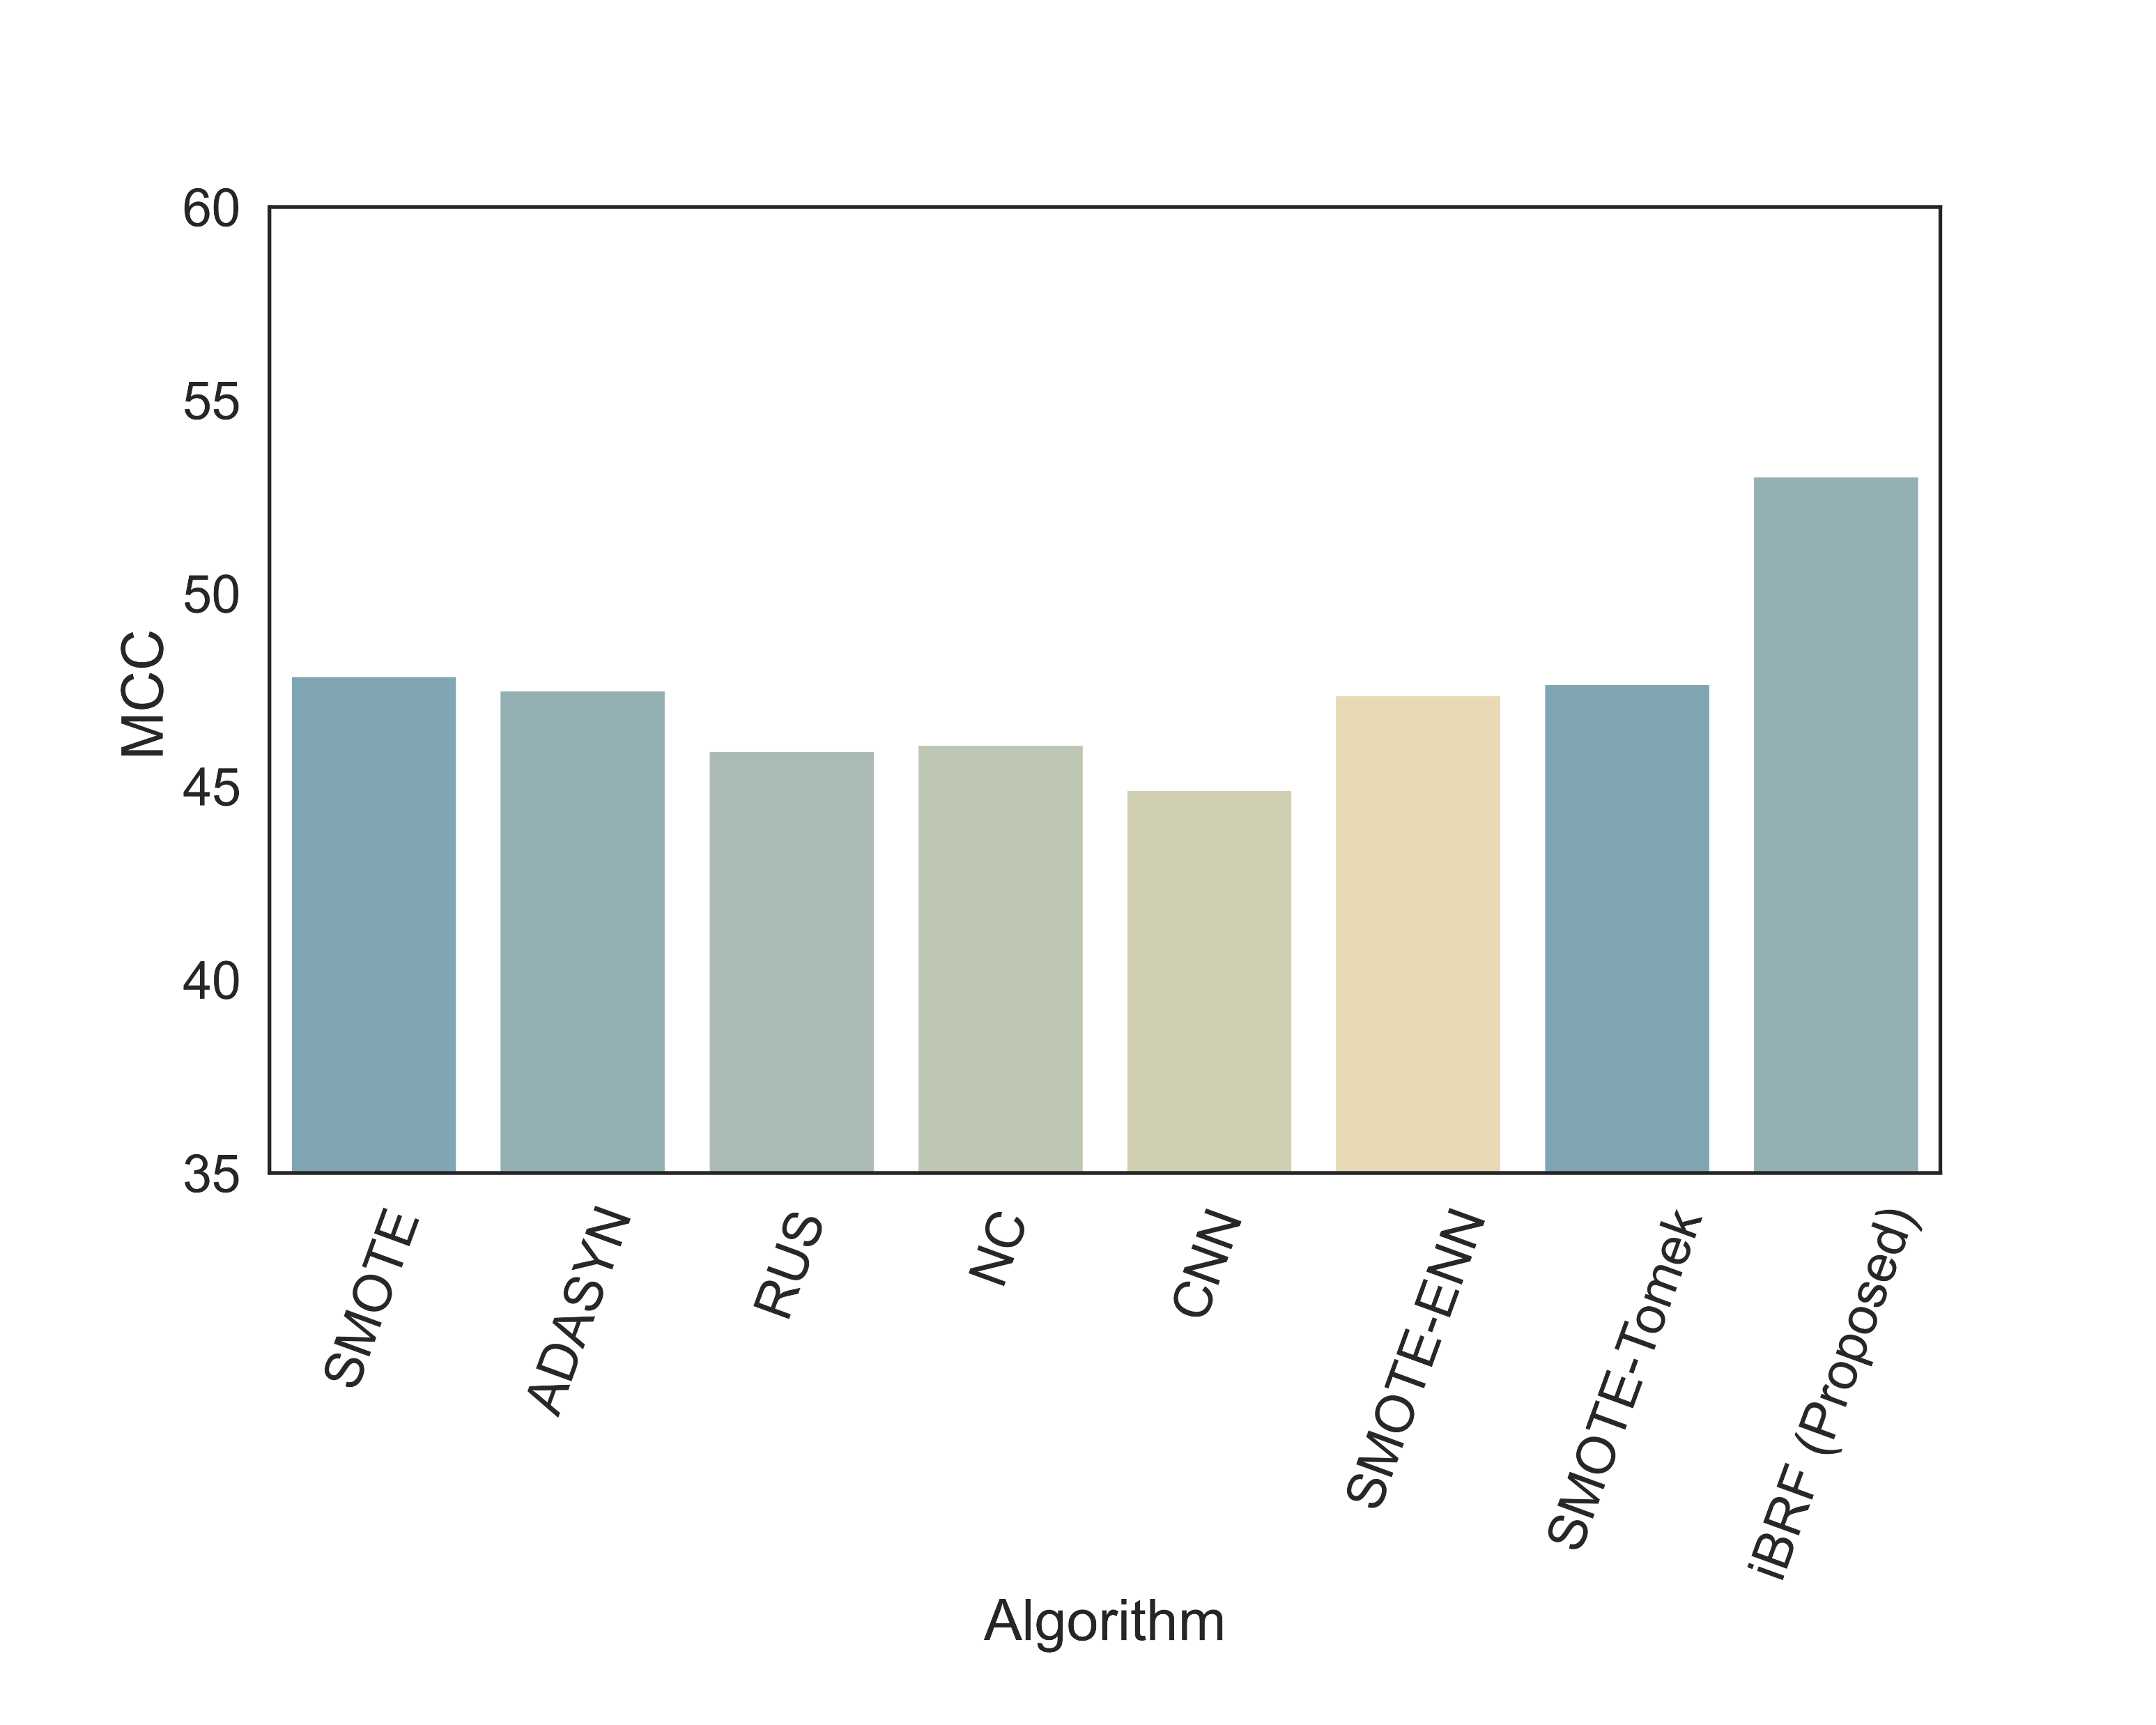 60
55
50
45
40
35
MCC
SMOTE
ADASYN
RUS
NC
CNN
SMOTE-ENN
SMOTE-Tomek
iBRF (Proposed)
Algorithm